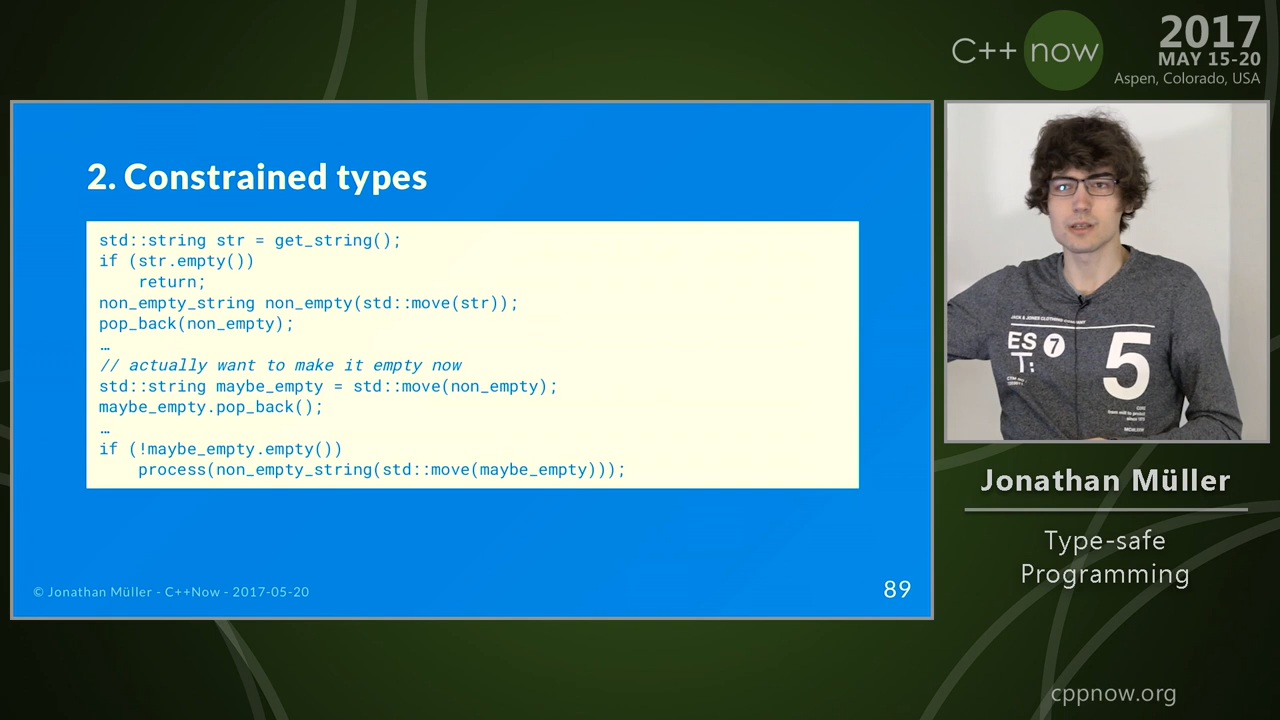 C++ now
2017
MAY 15-20
Aspen, Colorado, USA
2. Constrained types
std::string str = get_string();
if (str.empty())
    return;
non_empty_string non_empty(std::move(str));
pop_back(non_empty);
…
// actually want to make it empty now
std::string maybe_empty = std::move(non_empty);
maybe_empty.pop_back();
…
if (!maybe_empty.empty())
    process(non_empty_string(std::move(maybe_empty)));
© Jonathan Müller - C++Now - 2017-05-20
89
JACK & JONES CLOTHING
ES 7
T:
5
Jonathan Müller
Type-safe
Programming
cppnow.org